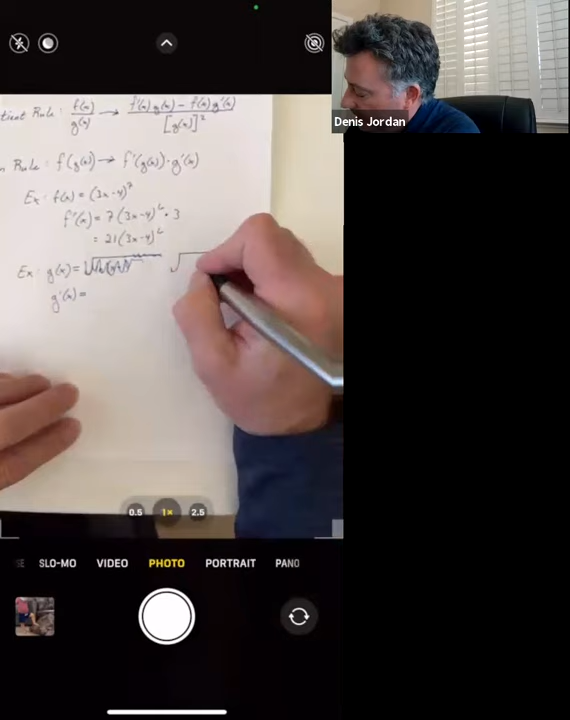 Rule: f(x)/g(x) → f'(x)g(x) - f(x)g'(x)/[g(x)]²
Denis Jordan
Rule: f(g(x)) → f'(g(x))·g'(x)
Ex: f(x) = (3x-4)⁷
f'(x) = 7(3x-4)⁶·3
= 21(3x-4)⁶
Ex: g(x) =
g'(x) =
0.5 1× 2.5
SLO-MO VIDEO PHOTO PORTRAIT PANO